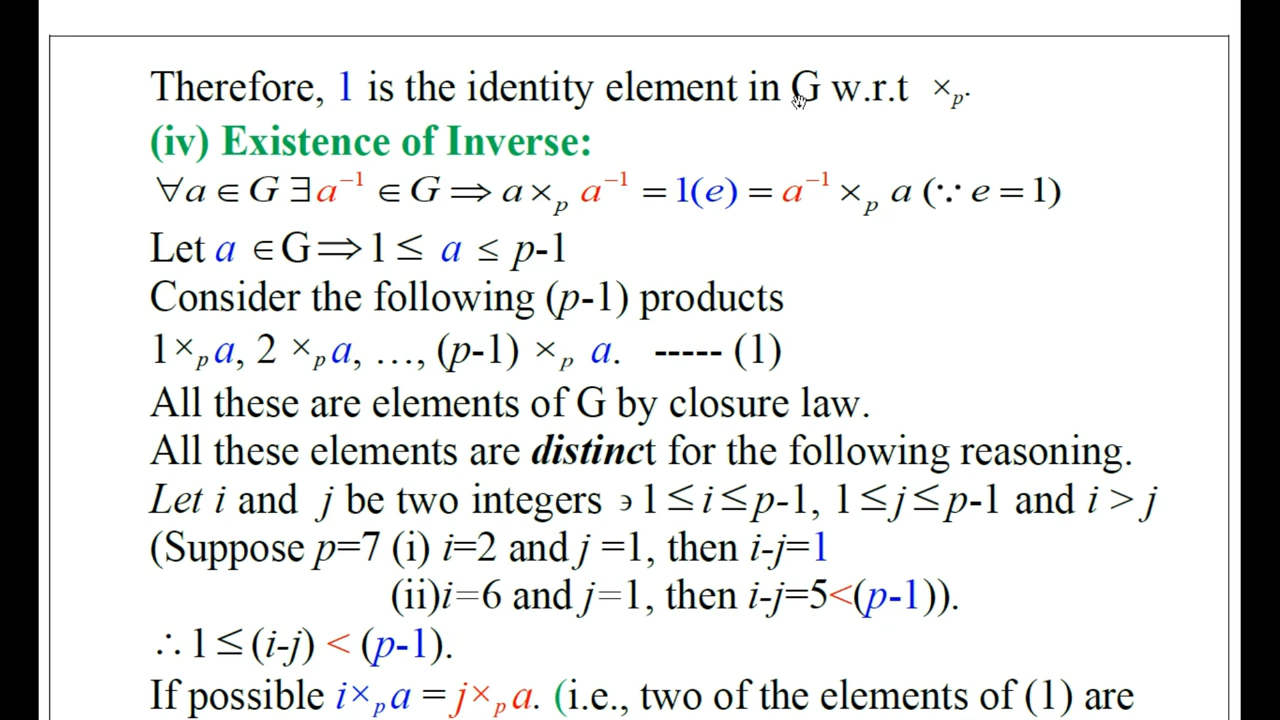 Therefore, 1 is the identity element in G w.r.t ×ₚ.
(iv) Existence of Inverse:
∀a ∈ G ∃ a⁻¹ ∈ G ⟹ a ×ₚ a⁻¹ = 1(e) = a⁻¹ ×ₚ a (∵ e = 1)
Let a ∈ G ⟹ 1 ≤ a ≤ p-1
Consider the following (p-1) products
1 ×ₚ a, 2 ×ₚ a, …, (p-1) ×ₚ a. ----- (1)
All these are elements of G by closure law.
All these elements are distinct for the following reasoning.
Let i and j be two integers ∍ 1 ≤ i ≤ p-1, 1 ≤ j ≤ p-1 and i > j
(Suppose p=7 (i) i=2 and j =1, then i-j=1
(ii)i=6 and j=1, then i-j=5<(p-1)).
∴ 1 ≤ (i-j) < (p-1).
If possible i×ₚa = j×ₚa. (i.e., two of the elements of (1) are